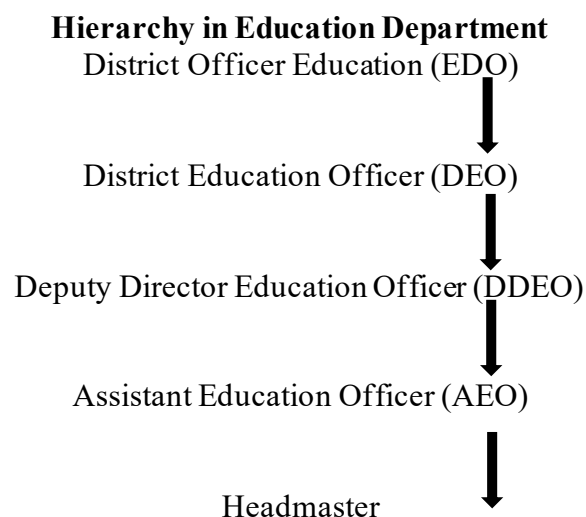 Hierarchy in Education Department
District Officer Education (EDO)
District Education Officer (DEO)
Deputy Director Education Officer (DDEO)
Assistant Education Officer (AEO)
Headmaster